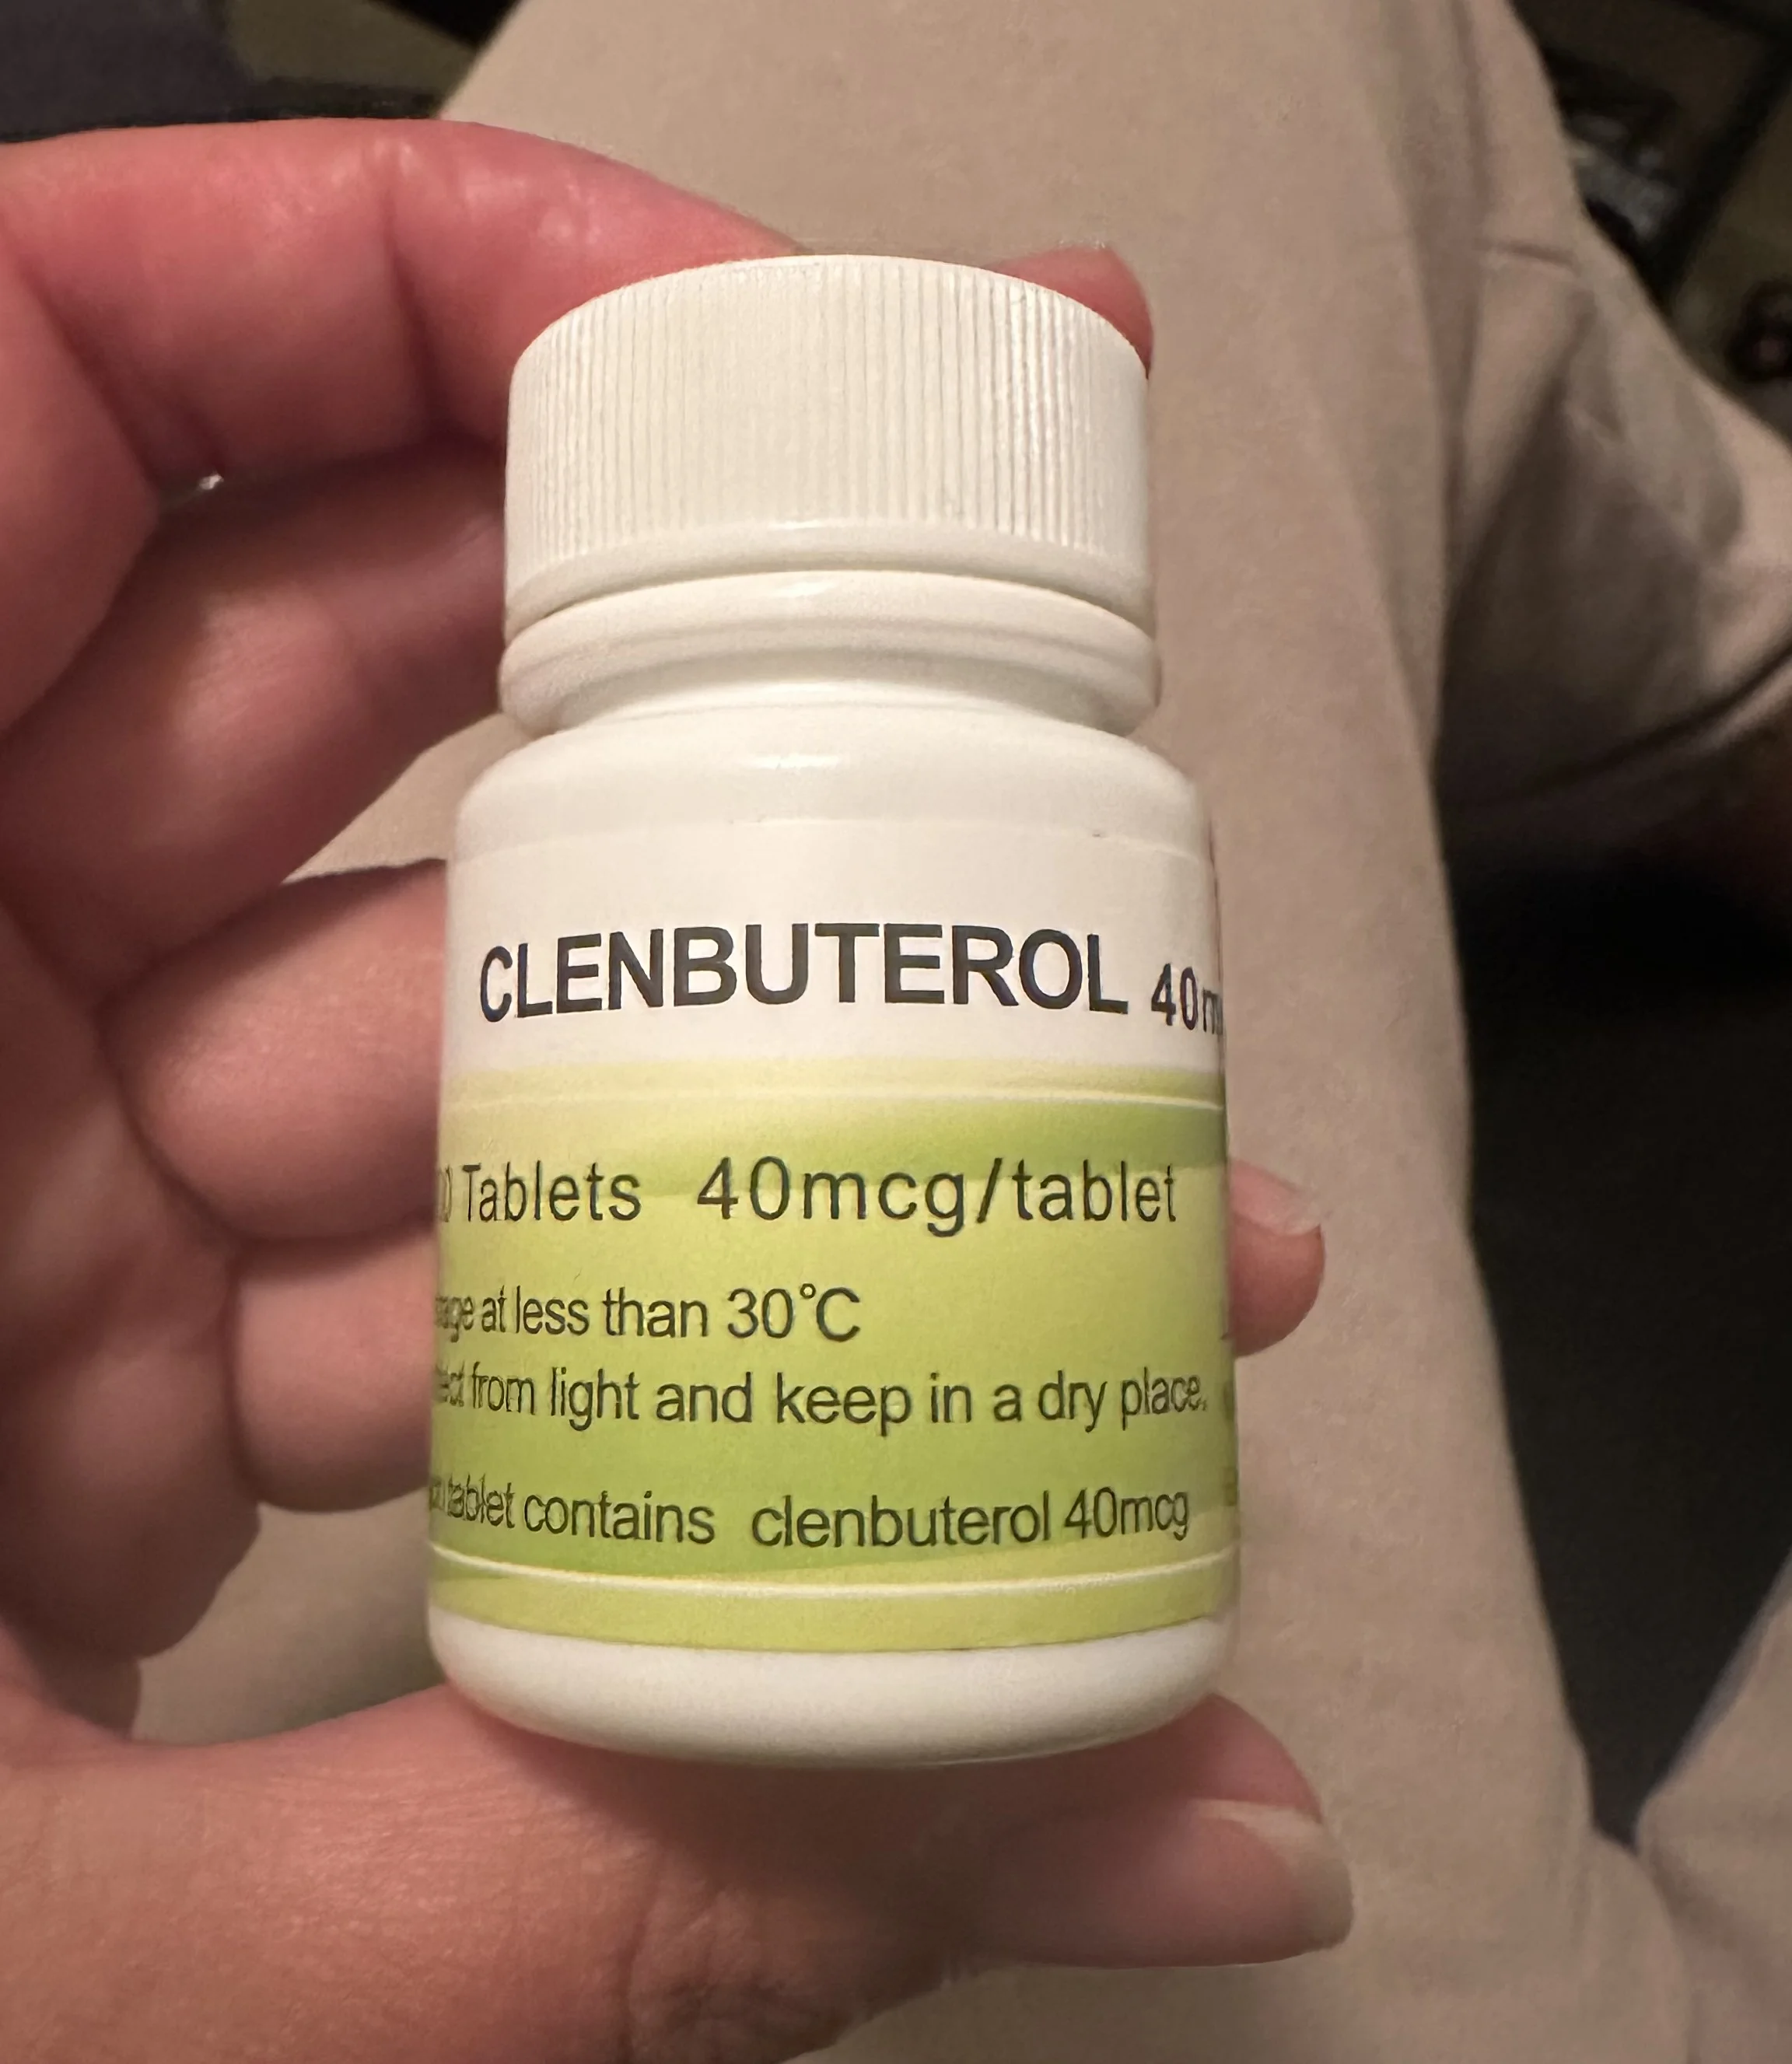 CLENBUTEROL 40
Tablets 40mcg/tablet
at less than 30°C
from light and keep in a dry place.
tablet contains clenbuterol 40mcg